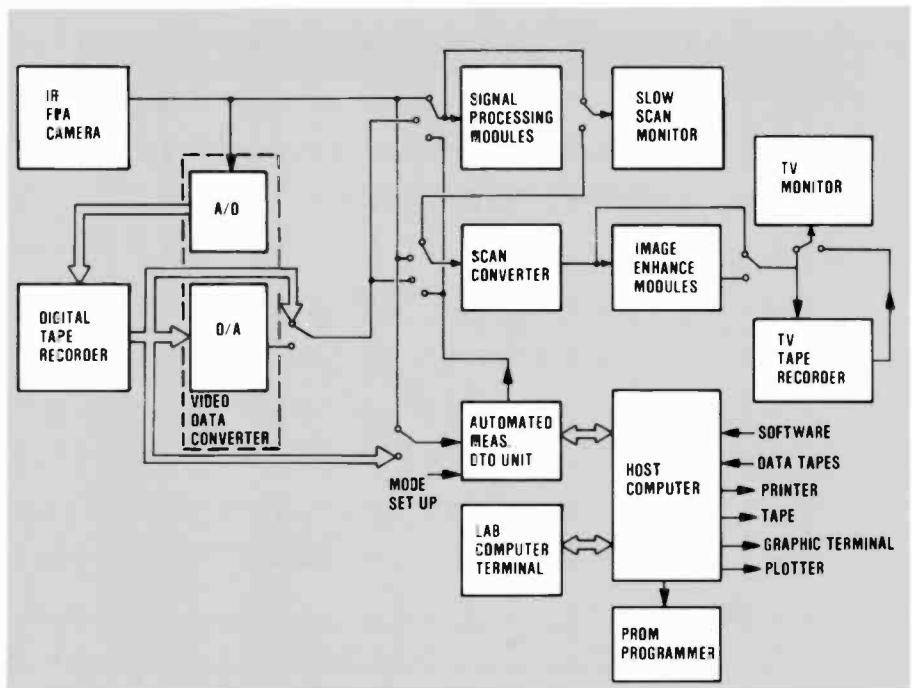 IR
FPA
CAMERA
SIGNAL
PROCESSING
MODULES
SLOW
SCAN
MONITOR
TV
MONITOR
A/D
SCAN
CONVERTER
IMAGE
ENHANCE
MODULES
DIGITAL
TAPE
RECORDER
D/A
TV
TAPE
RECORDER
VIDEO
DATA
CONVERTER
AUTOMATED
MEAS.
DTO UNIT
MODE
SET UP
HOST
COMPUTER
SOFTWARE
DATA TAPES
PRINTER
TAPE
GRAPHIC TERMINAL
PLOTTER
LAB
COMPUTER
TERMINAL
PROM
PROGRAMMER